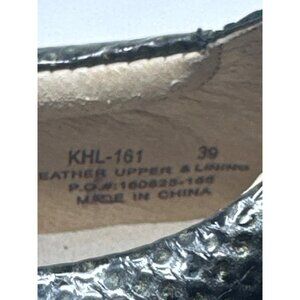 KHL-161 39
EATHER UPPER & LINING
P.O.#:160825-166
MADE IN CHINA